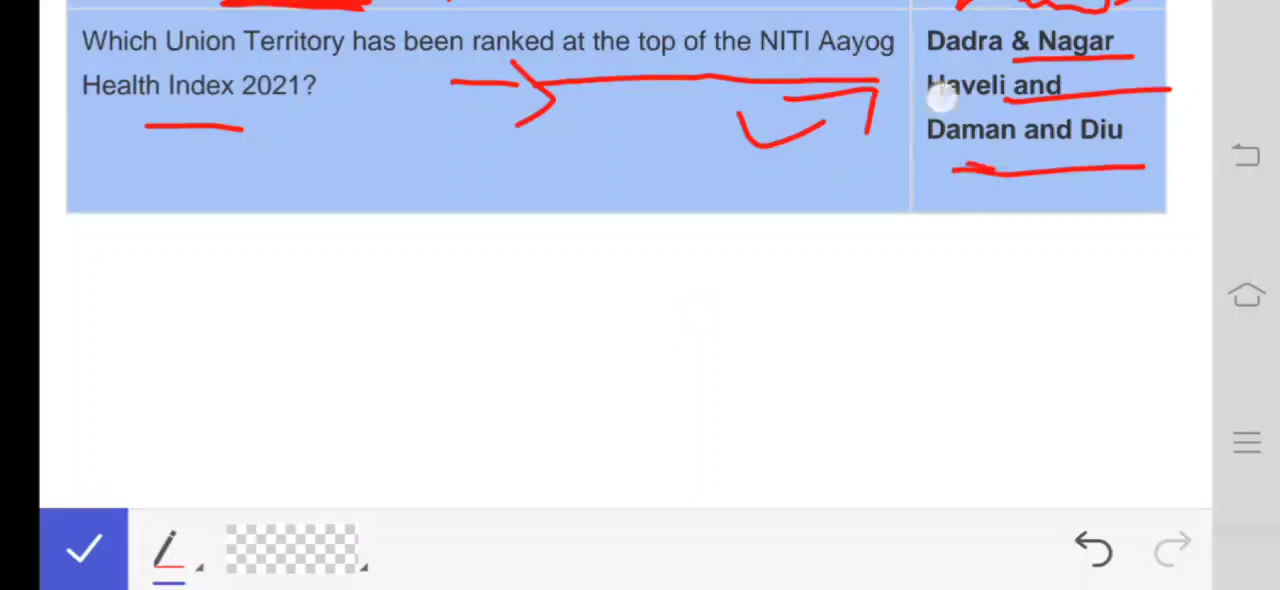 Which Union Territory has been ranked at the top of the NITI Aayog
Health Index 2021?
Dadra & Nagar
Haveli and
Daman and Diu